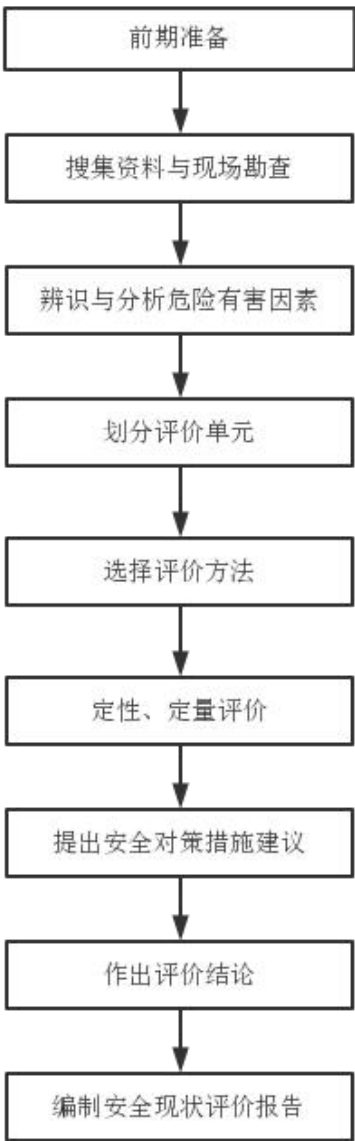 前期准备
搜集资料与现场勘查
辨识与分析危险有害因素
划分评价单元
选择评价方法
定性、定量评价
提出安全对策措施建议
作出评价结论
编制安全现状评价报告